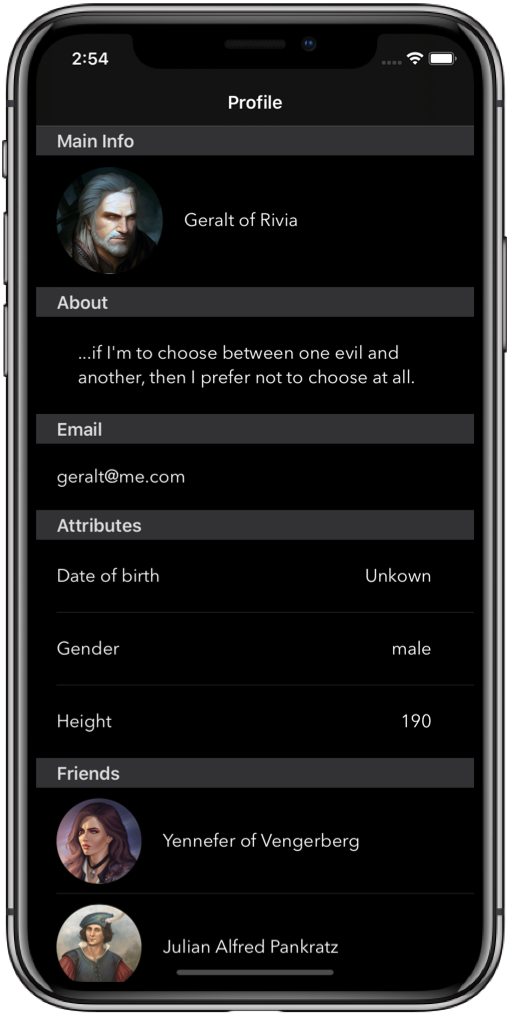 2:54
Profile
Main Info
Geralt of Rivia
About
...if I'm to choose between one evil and
another, then I prefer not to choose at all.
Email
geralt@me.com
Attributes
Date of birth Unkown
Gender male
Height 190
Friends
Yennefer of Vengerberg
Julian Alfred Pankratz